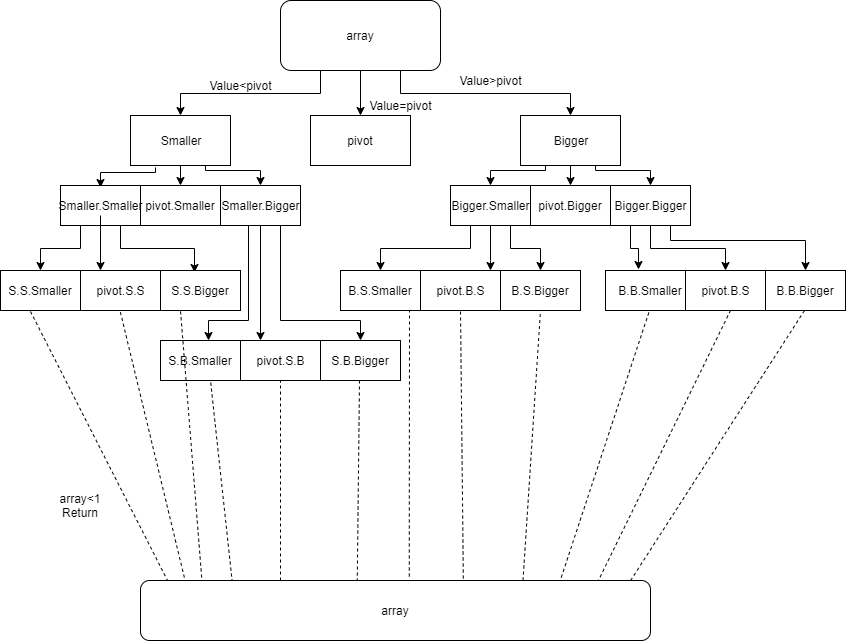 array
Value<pivot
Value>pivot
Value=pivot
Smaller
pivot
Bigger
Smaller.Smaller
pivot.Smaller
Smaller.Bigger
Bigger.Smaller
pivot.Bigger
Bigger.Bigger
S.S.Smaller
pivot.S.S
S.S.Bigger
B.S.Smaller
pivot.B.S
B.S.Bigger
B.B.Smaller
pivot.B.S
B.B.Bigger
S.B.Smaller
pivot.S.B
S.B.Bigger
array<1
Return
array